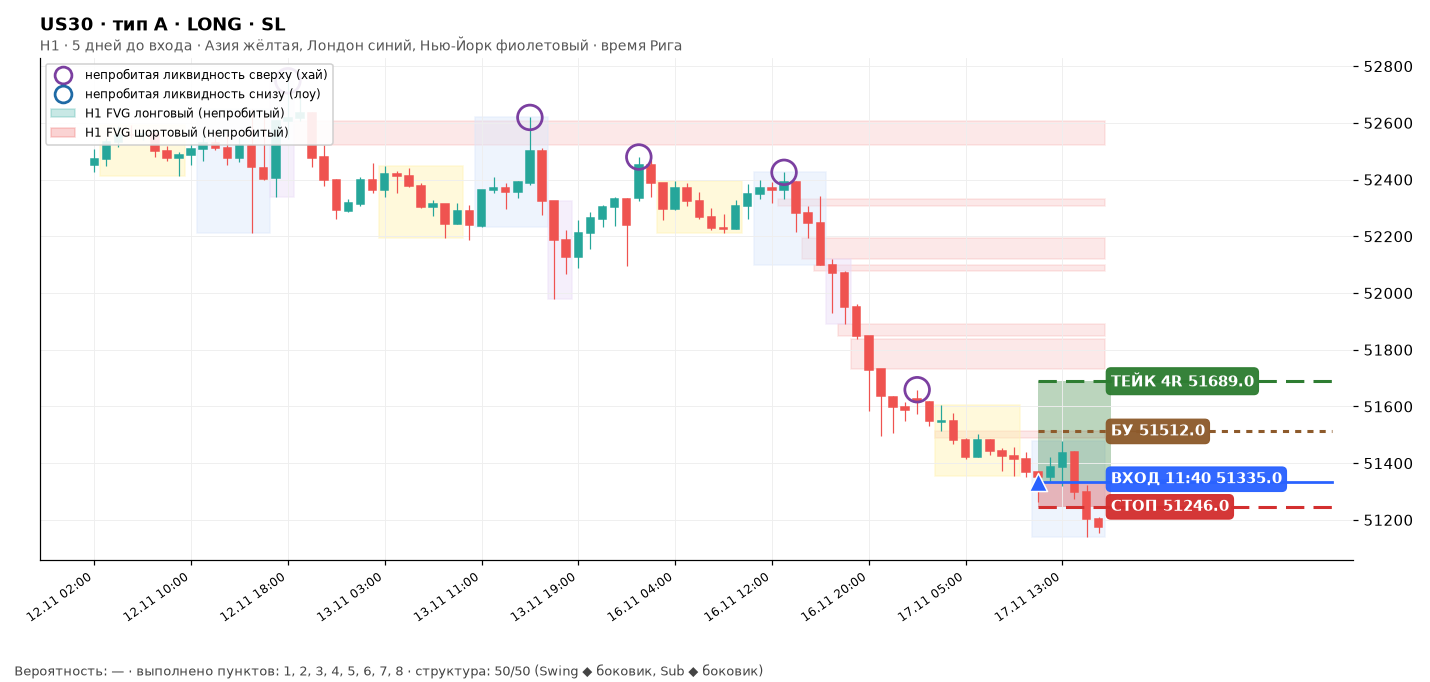 US30 · тип A · LONG · SL
H1 · 5 дней до входа · Азия жёлтая, Лондон синий, Нью-Йорк фиолетовый · время Рига
непробитая ликвидность сверху (хай)
непробитая ликвидность снизу (лоу)
H1 FVG лонговый (непробитый)
H1 FVG шортовый (непробитый)
52800
52600
52400
52200
52000
51800
51600
51400
51200
ТЕЙК 4R 51689.0
БУ 51512.0
ВХОД 11:40 51335.0
СТОП 51246.0
12.11 02:00
12.11 10:00
12.11 18:00
13.11 03:00
13.11 11:00
13.11 19:00
16.11 04:00
16.11 12:00
16.11 20:00
17.11 05:00
17.11 13:00
Вероятность: — · выполнено пунктов: 1, 2, 3, 4, 5, 6, 7, 8 · структура: 50/50 (Swing ◆ боковик, Sub ◆ боковик)